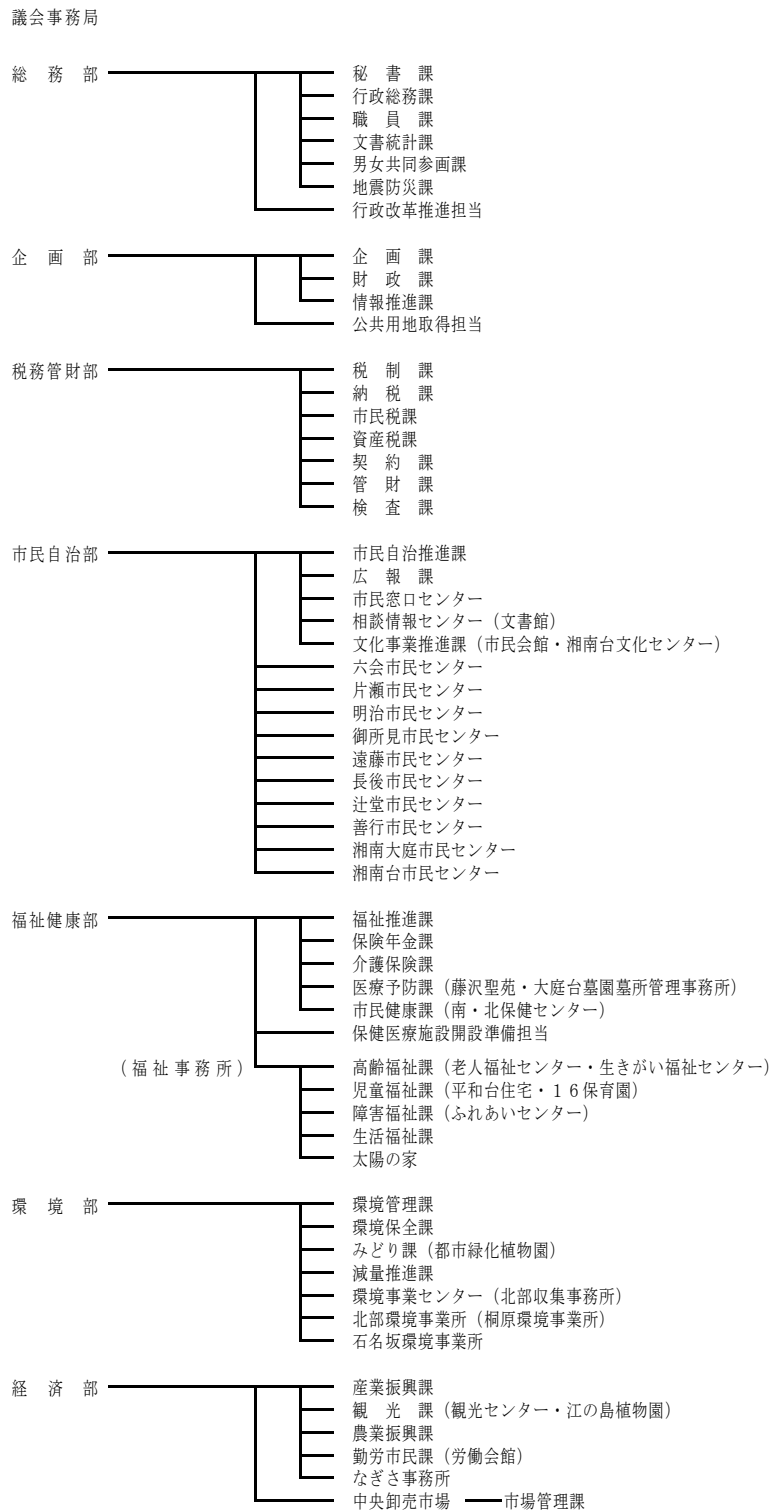 議会事務局
総務部 秘書課
行政総務課
職員課
文書統計課
男女共同参画課
地震防災課
行政改革推進担当
企画部 企画課
財政課
情報推進課
公共用地取得担当
税務管財部 税制課
納税課
市民税課
資産税課
契約課
管財課
検査課
市民自治部 市民自治推進課
広報課
市民窓口センター
相談情報センター（文書館）
文化事業推進課（市民会館・湘南台文化センター）
六会市民センター
片瀬市民センター
明治市民センター
御所見市民センター
遠藤市民センター
長後市民センター
辻堂市民センター
善行市民センター
湘南大庭市民センター
湘南台市民センター
福祉健康部 福祉推進課
保険年金課
介護保険課
医療予防課（藤沢聖苑・大庭台墓園墓所管理事務所）
市民健康課（南・北保健センター）
保健医療施設開設準備担当
（福祉事務所） 高齢福祉課（老人福祉センター・生きがい福祉センター）
児童福祉課（平和台住宅・１６保育園）
障害福祉課（ふれあいセンター）
生活福祉課
太陽の家
環境部 環境管理課
環境保全課
みどり課（都市緑化植物園）
減量推進課
環境事業センター（北部収集事務所）
北部環境事業所（桐原環境事業所）
石名坂環境事業所
経済部 産業振興課
観光課（観光センター・江の島植物園）
農業振興課
勤労市民課（労働会館）
なぎさ事務所
中央卸売市場 市場管理課